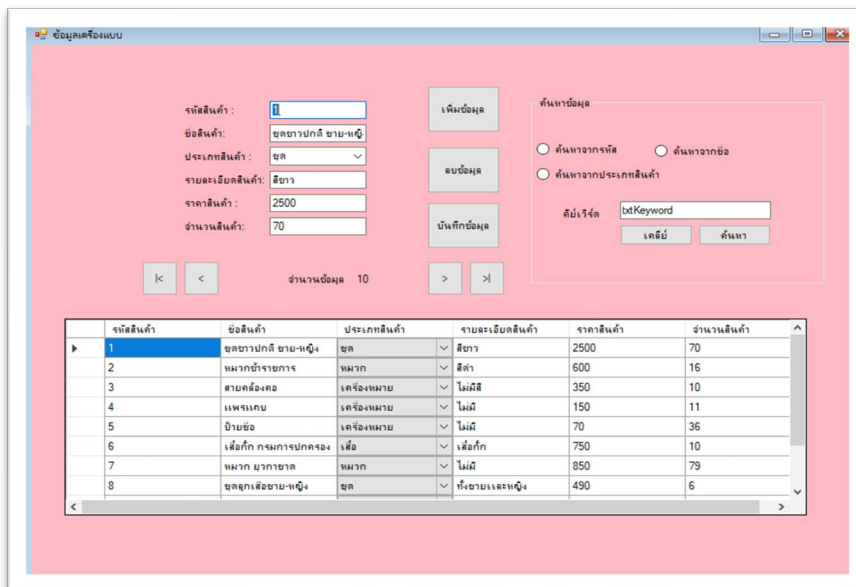 ข้อมูลเครื่องแบบ
รหัสสินค้า : 1
ชื่อสินค้า: ชุดขาวปกติ ชาย-หญิ
ประเภทสินค้า : ชุด
รายละเอียดสินค้า: สีขาว
ราคาสินค้า : 2500
จำนวนสินค้า: 70
เพิ่มข้อมูล
ลบข้อมูล
บันทึกข้อมูล
ค้นหาข้อมูล
ค้นหาจากรหัส ค้นหาจากชื่อ
ค้นหาจากประเภทสินค้า
คีย์เวิร์ด txtKeyword
เคลีย์ ค้นหา
|< < จำนวนข้อมูล 10 > >|
รหัสสินค้า ชื่อสินค้า ประเภทสินค้า รายละเอียดสินค้า ราคาสินค้า จำนวนสินค้า
1 ชุดขาวปกติ ชาย-หญิง ชุด สีขาว 2500 70
2 หมวกข้าราชการ หมวก สีดำ 600 16
3 สายคล้องคอ เครื่องหมาย ไม่มีสี 350 10
4 แพรแถบ เครื่องหมาย ไม่มี 150 11
5 ป้ายชื่อ เครื่องหมาย ไม่มี 70 36
6 เสื้อกั๊ก กรมการปกครอง เสื้อ เสื้อกั๊ก 750 10
7 หมวก ยุวกาชาด หมวก ไม่มี 850 79
8 ชุดลูกเสือชาย-หญิง ชุด ทั้งชายและหญิง 490 6